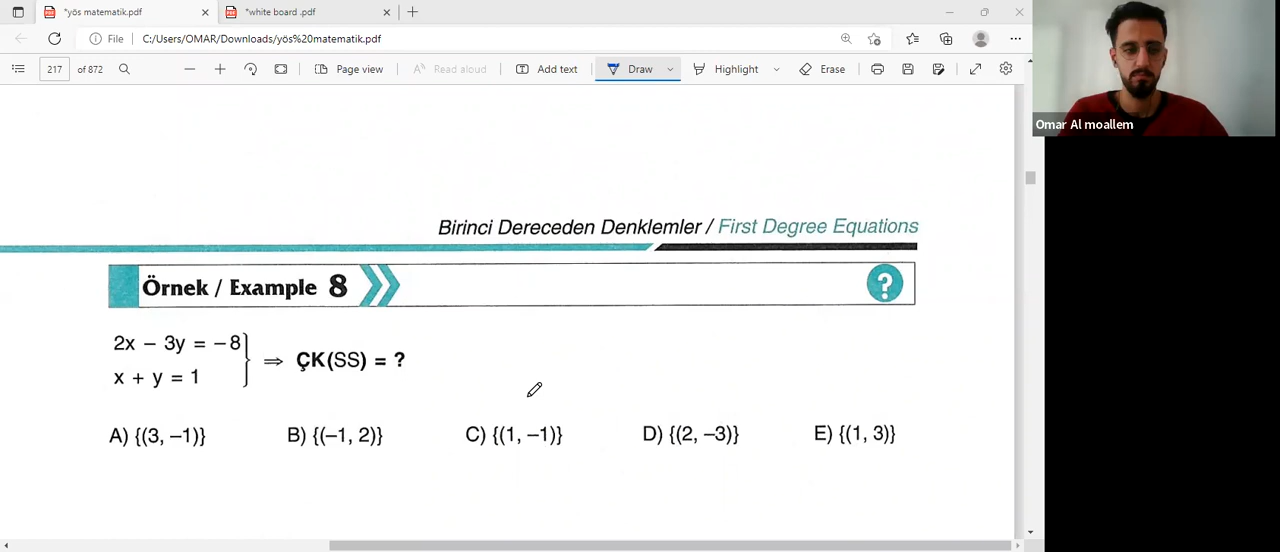 *yös matematik.pdf
*white board .pdf
File
C:/Users/OMAR/Downloads/yös%20matematik.pdf
217 of 872
Page view
Read aloud
Add text
Draw
Highlight
Erase
Omar Al moallem
Birinci Dereceden Denklemler / First Degree Equations
Örnek / Example 8
?
2x − 3y = −8
x + y = 1
⇒ ÇK(SS) = ?
A) {(3, −1)} B) {(−1, 2)} C) {(1, −1)} D) {(2, −3)} E) {(1, 3)}